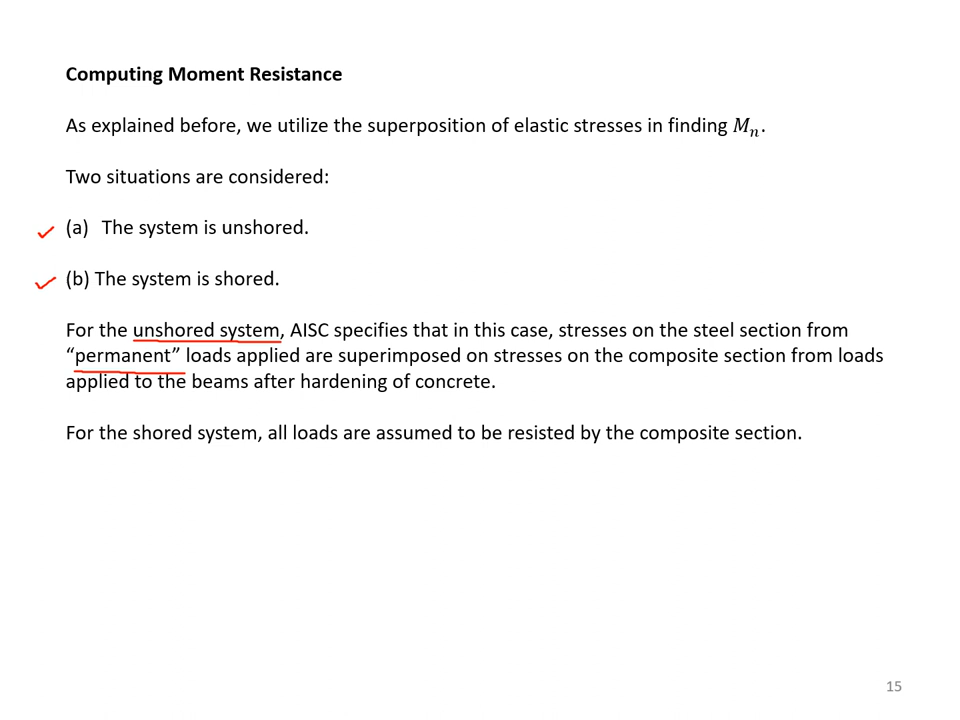 Computing Moment Resistance
As explained before, we utilize the superposition of elastic stresses in finding Mₙ.
Two situations are considered:
(a) The system is unshored.
(b) The system is shored.
For the unshored system, AISC specifies that in this case, stresses on the steel section from
“permanent” loads applied are superimposed on stresses on the composite section from loads
applied to the beams after hardening of concrete.
For the shored system, all loads are assumed to be resisted by the composite section.
15